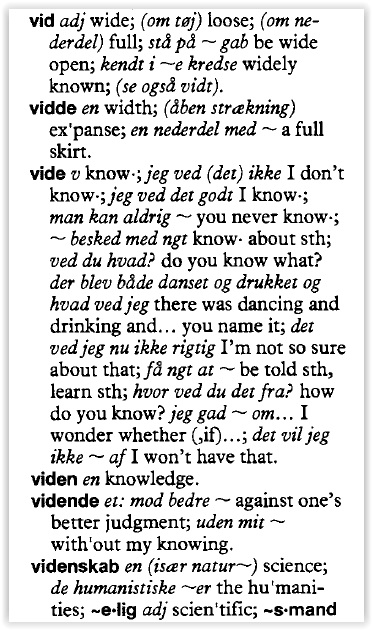 vid adj wide; (om tøj) loose; (om ne-
derdel) full; stå på ~ gab be wide
open; kendt i ~e kredse widely
known; (se også vidt).
vidde en width; (åben strækning)
exˈpanse; en nederdel med ~ a full
skirt.
vide v know·; jeg ved (det) ikke I don't
know·; jeg ved det godt I know·;
man kan aldrig ~ you never know·;
~ besked med ngt know· about sth;
ved du hvad? do you know what?
der blev både danset og drukket og
hvad ved jeg there was dancing and
drinking and... you name it; det
ved jeg nu ikke rigtig I'm not so sure
about that; få ngt at ~ be told sth,
learn sth; hvor ved du det fra? how
do you know? jeg gad ~ om... I
wonder whether (,if)...; det vil jeg
ikke ~ af I won't have that.
viden en knowledge.
vidende et: mod bedre ~ against one's
better judgment; uden mit ~
withˈout my knowing.
videnskab en (især natur~) science;
de humanistiske ~er the huˈmani-
ties; ~e·lig adj scienˈtific; ~s·mand